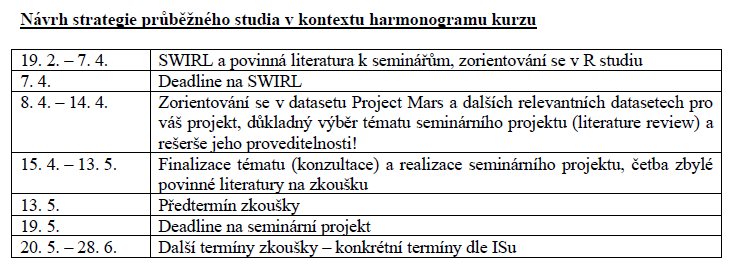 Návrh strategie průběžného studia v kontextu harmonogramu kurzu
19. 2. – 7. 4. SWIRL a povinná literatura k seminářům, zorientování se v R studiu
7. 4. Deadline na SWIRL
8. 4. – 14. 4. Zorientování se v datasetu Project Mars a dalších relevantních datasetech pro
váš projekt, důkladný výběr tématu seminárního projektu (literature review) a
rešerše jeho proveditelnosti!
15. 4. – 13. 5. Finalizace tématu (konzultace) a realizace seminárního projektu, četba zbylé
povinné literatury na zkoušku
13. 5. Předtermín zkoušky
19. 5. Deadline na seminární projekt
20. 5. – 28. 6. Další termíny zkoušky – konkrétní termíny dle ISu